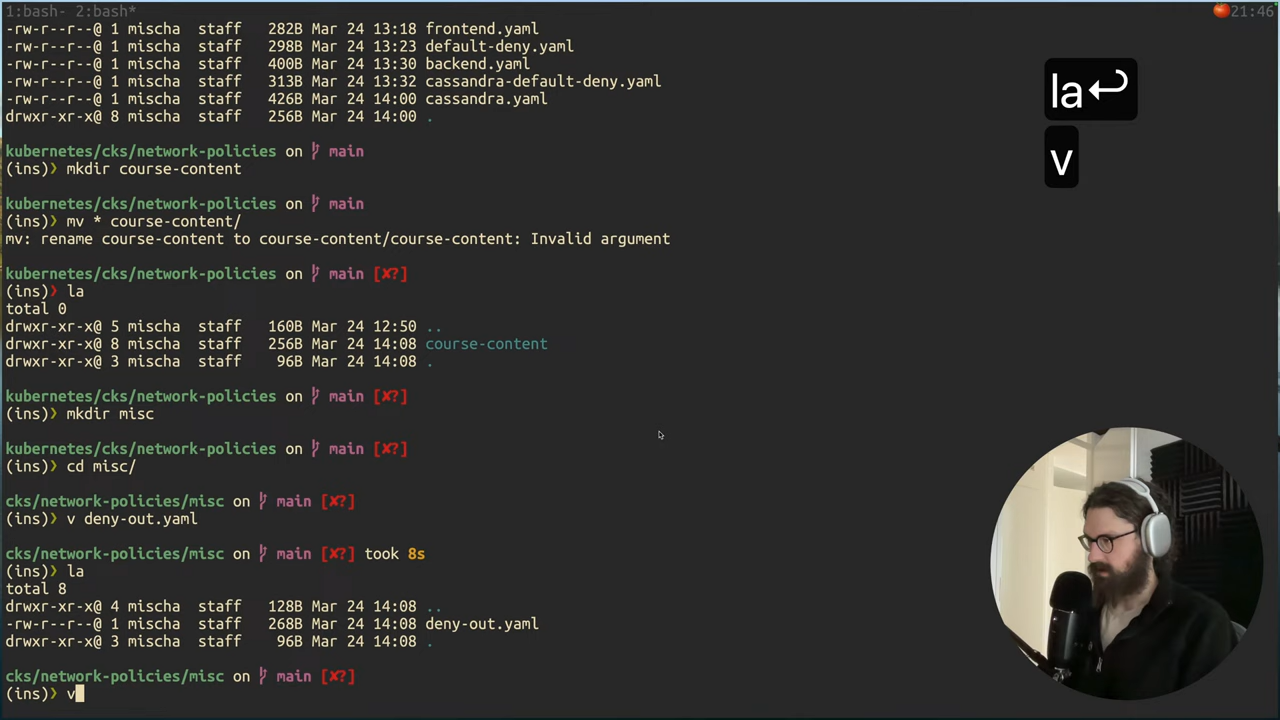 1:bash- 2:bash*
21:46
-rw-r--r--@ 1 mischa  staff   282B Mar 24 13:18 frontend.yaml
-rw-r--r--@ 1 mischa  staff   298B Mar 24 13:23 default-deny.yaml
-rw-r--r--@ 1 mischa  staff   400B Mar 24 13:30 backend.yaml
-rw-r--r--@ 1 mischa  staff   313B Mar 24 13:32 cassandra-default-deny.yaml
-rw-r--r--@ 1 mischa  staff   426B Mar 24 14:00 cassandra.yaml
drwxr-xr-x@ 8 mischa  staff   256B Mar 24 14:00 .
kubernetes/cks/network-policies on main
(ins)❯ mkdir course-content
kubernetes/cks/network-policies on main
(ins)❯ mv * course-content/
mv: rename course-content to course-content/course-content: Invalid argument
kubernetes/cks/network-policies on main [✘?]
(ins)❯ la
total 0
drwxr-xr-x@ 5 mischa  staff   160B Mar 24 12:50 ..
drwxr-xr-x@ 8 mischa  staff   256B Mar 24 14:08 course-content
drwxr-xr-x@ 3 mischa  staff    96B Mar 24 14:08 .
kubernetes/cks/network-policies on main [✘?]
(ins)❯ mkdir misc
kubernetes/cks/network-policies on main [✘?]
(ins)❯ cd misc/
cks/network-policies/misc on main [✘?]
(ins)❯ v deny-out.yaml
cks/network-policies/misc on main [✘?] took 8s
(ins)❯ la
total 8
drwxr-xr-x@ 4 mischa  staff   128B Mar 24 14:08 ..
-rw-r--r--@ 1 mischa  staff   268B Mar 24 14:08 deny-out.yaml
drwxr-xr-x@ 3 mischa  staff    96B Mar 24 14:08 .
cks/network-policies/misc on main [✘?]
(ins)❯ v
la↩
v